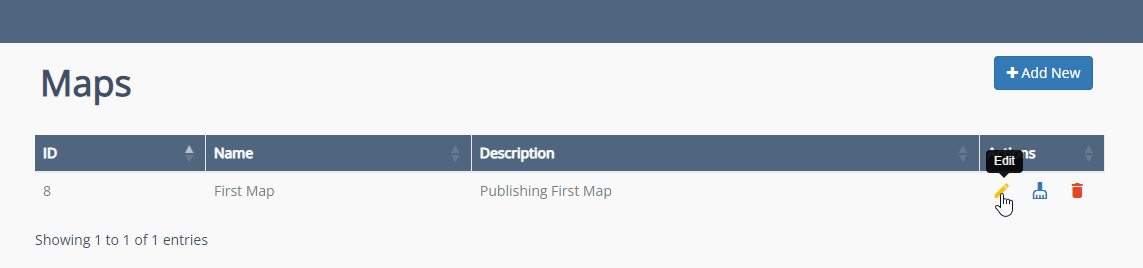 Maps
Add New
ID Name Description
Edit
8 First Map Publishing First Map
Showing 1 to 1 of 1 entries